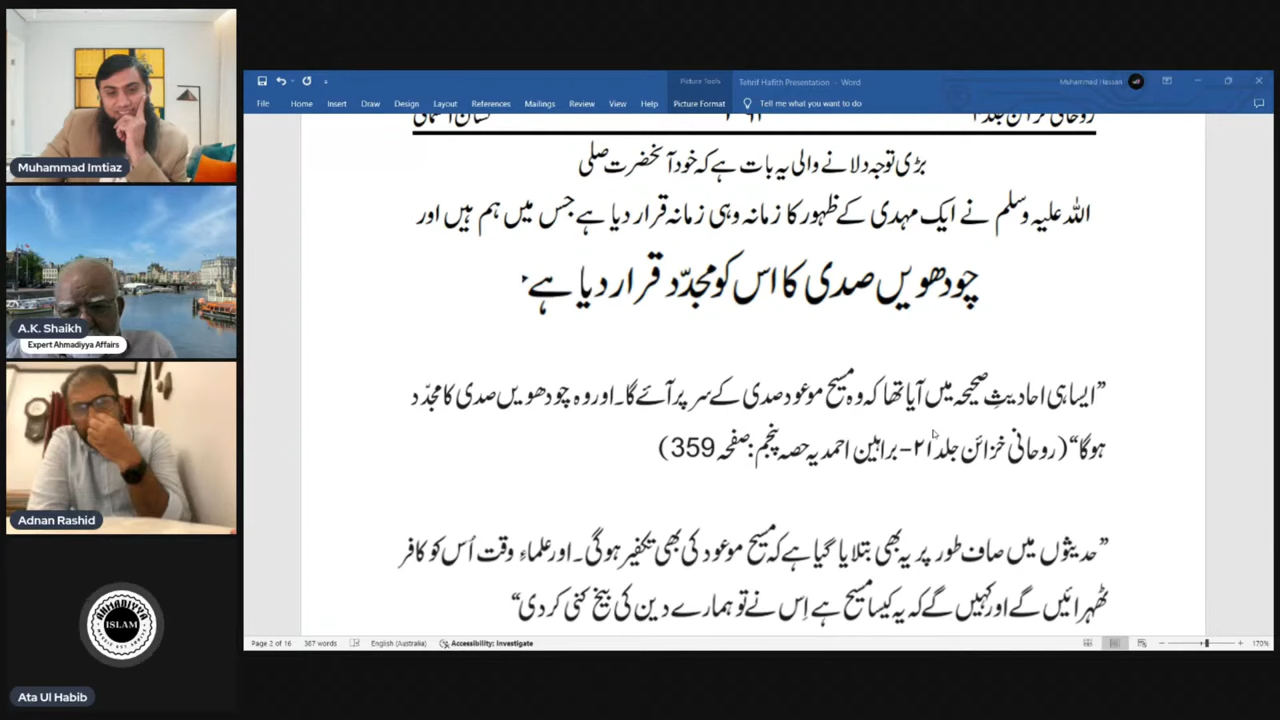 Tehrif Hafith Presentation - Word
Picture Tools
Muhammad Hassan
File Home Insert Draw Design Layout References Mailings Review View Help Picture Format Tell me what you want to do
بڑی توجہ دلانے والی یہ بات ہے کہ خود آنحضرت صلی
اللہ علیہ وسلم نے ایک مہدی کے ظہور کا زمانہ وہی زمانہ قرار دیا ہے جس میں ہم ہیں اور
چودھویں صدی کا اس کو مجدّد قرار دیا ہے۔
”ایسا ہی احادیثِ صحیحہ میں آیا تھا کہ وہ مسیح موعود صدی کے سر پر آئے گا۔ اور وہ چودھویں صدی کا مجدّد
ہوگا“ (روحانی خزائن جلد ۲۱– براہین احمدیہ حصہ پنجم: صفحہ 359)
”حدیثوں میں صاف طور پر یہ بھی بتلایا گیا ہے کہ مسیح موعود کی بھی تکفیر ہوگی۔ اور علماءِ وقت اُس کو کافر
ٹھہرائیں گے اور کہیں گے کہ یہ کیسا مسیح ہے اِس نے تو ہمارے دین کی بیخ کنی کر دی“
Page 2 of 16 387 words English (Australia) Accessibility: Investigate 170%
Muhammad Imtiaz
A.K. Shaikh
Expert Ahmadiyya Affairs
Adnan Rashid
AHMADIYYA
ISLAM
Ata Ul Habib